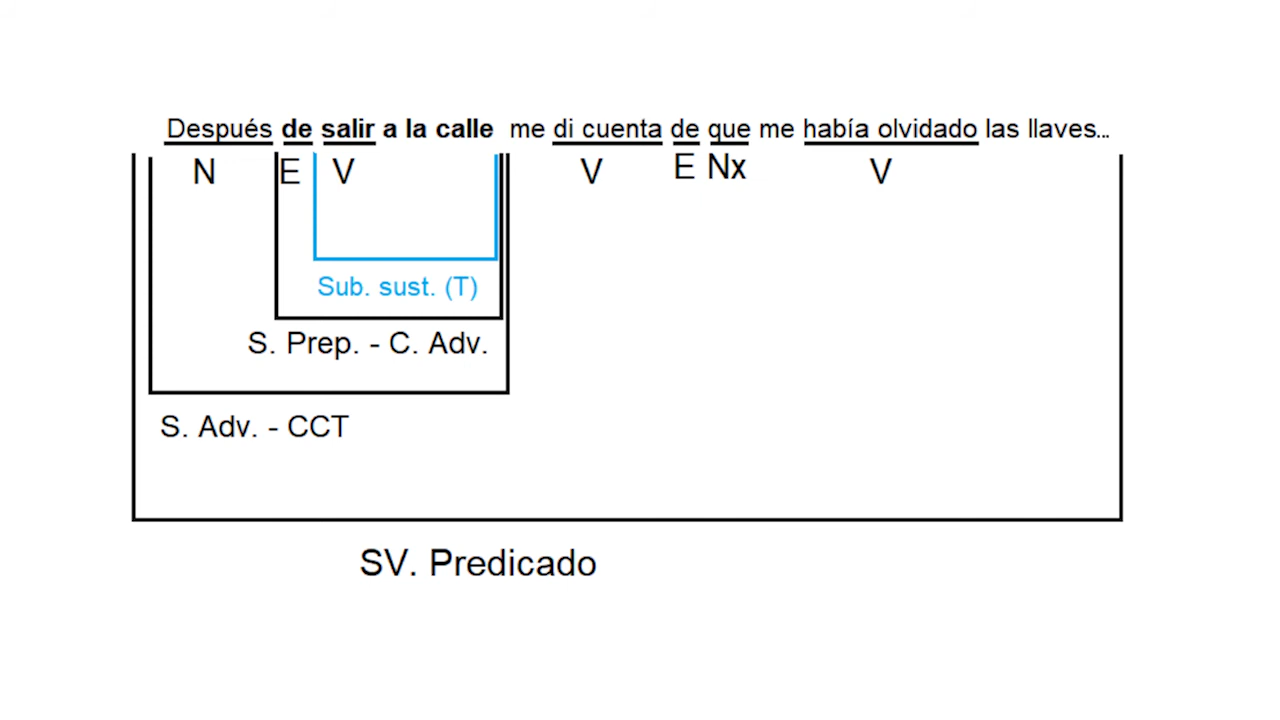 Después de salir a la calle me di cuenta de que me había olvidado las llaves...
N E V V E Nx V
Sub. sust. (T)
S. Prep. - C. Adv.
S. Adv. - CCT
SV. Predicado